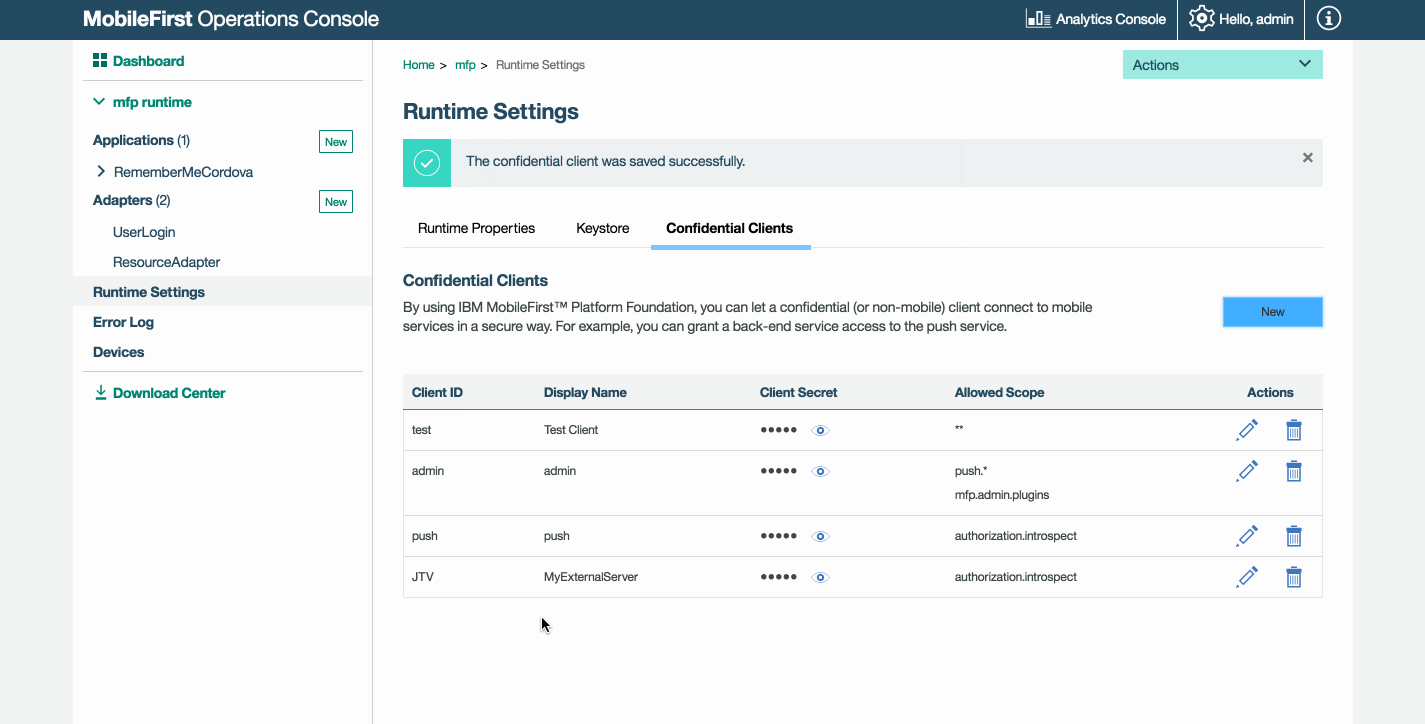 MobileFirst Operations Console
Analytics Console
Hello, admin
Dashboard
mfp runtime
Applications (1)
New
RememberMeCordova
Adapters (2)
New
UserLogin
ResourceAdapter
Runtime Settings
Error Log
Devices
Download Center
Home > mfp > Runtime Settings
Actions
Runtime Settings
The confidential client was saved successfully.
Runtime Properties Keystore Confidential Clients
Confidential Clients
By using IBM MobileFirst™ Platform Foundation, you can let a confidential (or non-mobile) client connect to mobile
services in a secure way. For example, you can grant a back-end service access to the push service.
New
Client ID Display Name Client Secret Allowed Scope Actions
test Test Client ••••• **
admin admin ••••• push.*
mfp.admin.plugins
push push ••••• authorization.introspect
JTV MyExternalServer ••••• authorization.introspect